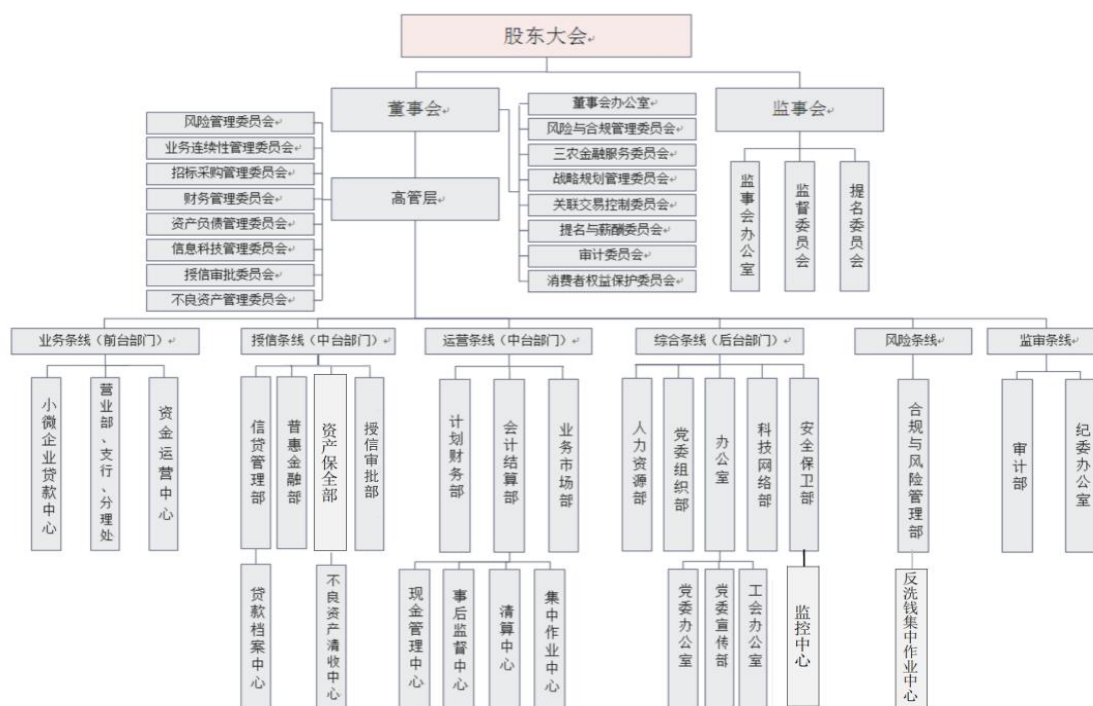 股东大会
董事会
监事会
风险管理委员会
业务连续性管理委员会
招标采购管理委员会
财务管理委员会
资产负债管理委员会
信息科技管理委员会
授信审批委员会
不良资产管理委员会
高管层
董事会办公室
风险与合规管理委员会
三农金融服务委员会
战略规划管理委员会
关联交易控制委员会
提名与薪酬委员会
审计委员会
消费者权益保护委员会
监事会办公室
监督委员会
提名委员会
业务条线（前台部门）
授信条线（中台部门）
运营条线（中台部门）
综合条线（后台部门）
风险条线
监审条线
小微企业贷款中心
营业部、支行、分理处
资金运营中心
信贷管理部
普惠金融部
资产保全部
授信审批部
计划财务部
会计结算部
业务市场部
人力资源部
党委组织部
办公室
科技网络部
安全保卫部
合规与风险管理部
审计部
纪委办公室
贷款档案中心
不良资产清收中心
现金管理中心
事后监督中心
清算中心
集中作业中心
党委办公室
党委宣传部
工会办公室
监控中心
反洗钱集中作业中心